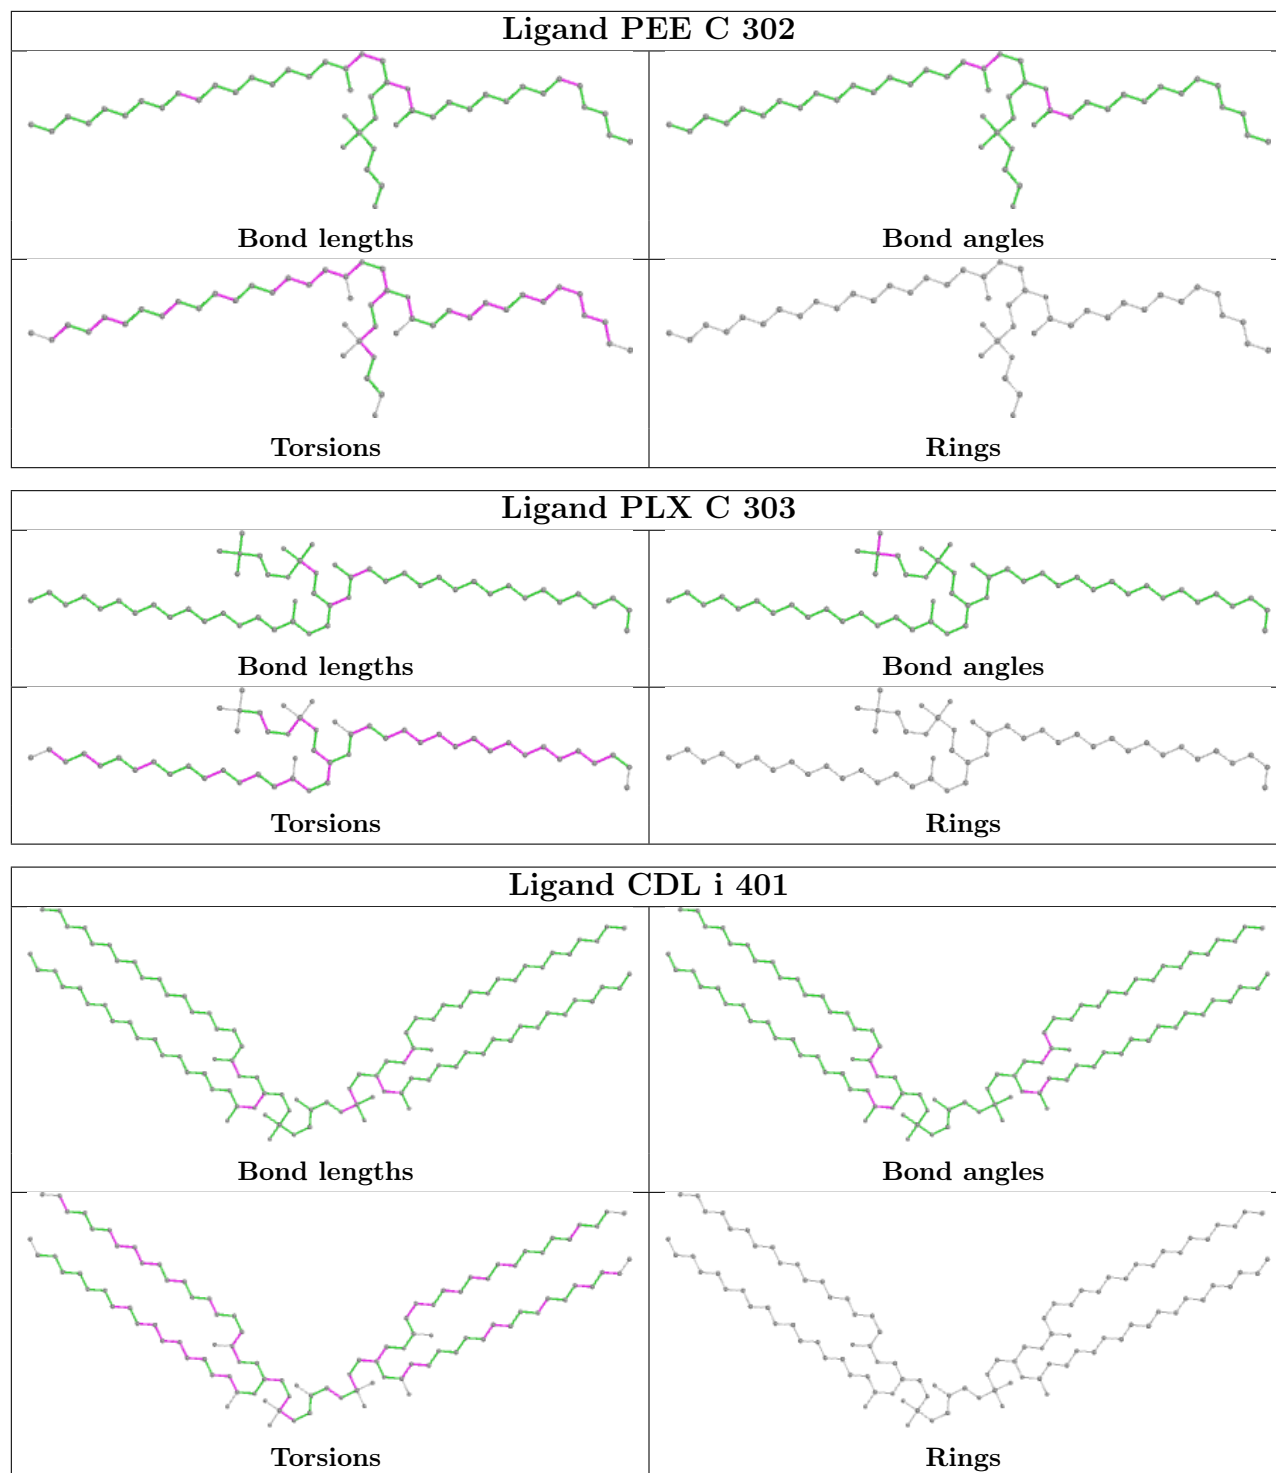 Ligand PEE C 302
Bond lengths
Bond angles
Torsions
Rings
Ligand PLX C 303
Bond lengths
Bond angles
Torsions
Rings
Ligand CDL i 401
Bond lengths
Bond angles
Torsions
Rings